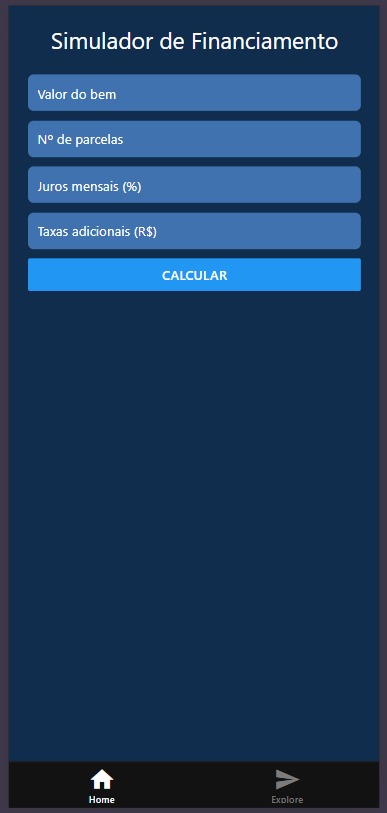 Simulador de Financiamento
Valor do bem
Nº de parcelas
Juros mensais (%)
Taxas adicionais (R$)
CALCULAR
Home
Explore